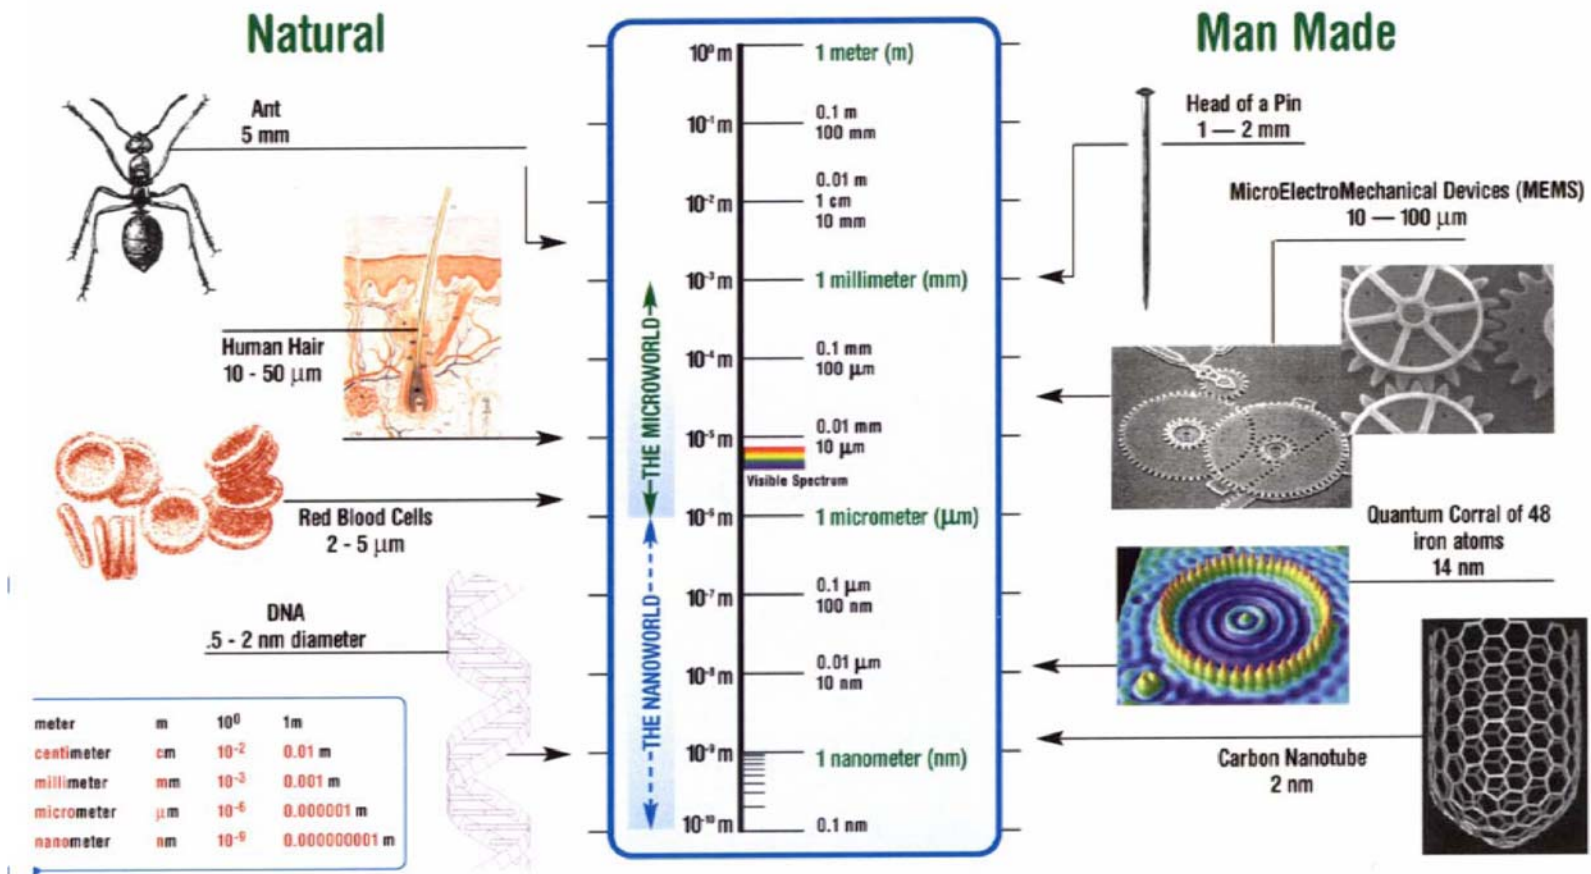 Natural
Ant
5 mm
Human Hair
10 - 50 μm
Red Blood Cells
2 - 5 μm
DNA
.5 - 2 nm diameter
meter m 10⁰ 1m
centimeter cm 10⁻² 0.01 m
millimeter mm 10⁻³ 0.001 m
micrometer μm 10⁻⁶ 0.000001 m
nanometer nm 10⁻⁹ 0.000000001 m
THE MICROWORLD
THE NANOWORLD
10⁰ m 1 meter (m)
0.1 m
10⁻¹ m
100 mm
0.01 m
10⁻² m 1 cm
10 mm
10⁻³ m 1 millimeter (mm)
0.1 mm
10⁻⁴ m
100 μm
0.01 mm
10⁻⁵ m
10 μm
Visible Spectrum
10⁻⁶ m 1 micrometer (μm)
0.1 μm
10⁻⁷ m
100 nm
0.01 μm
10⁻⁸ m
10 nm
10⁻⁹ m 1 nanometer (nm)
10⁻¹⁰ m 0.1 nm
Man Made
Head of a Pin
1 — 2 mm
MicroElectroMechanical Devices (MEMS)
10 — 100 μm
Quantum Corral of 48
iron atoms
14 nm
Carbon Nanotube
2 nm